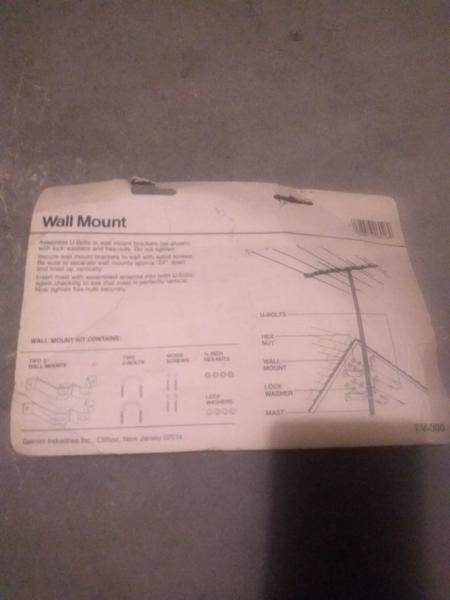 Wall Mount
Assemble U-Bolts to wall mount brackets (as shown)
with lock washers and hex-nuts. Do not tighten.
Secure wall mount brackets to wall with wood screws.
Be sure to separate wall mounts approx. 24" apart
and lined up vertically.
Insert mast with assembled antenna into both U-bolts,
again checking to see that mast is perfectly vertical.
Now tighten hex-nuts securely.
WALL MOUNT KIT CONTAINS:
TWO
WALL MOUNTS
TWO
U-BOLTS
WOOD
SCREWS
INCH
HEX-NUTS
LOCK
WASHERS
U-BOLTS
HEX
NUT
WALL
MOUNT
LOCK
WASHER
MAST
Gemini Industries Inc., Clifton, New Jersey
TV-300